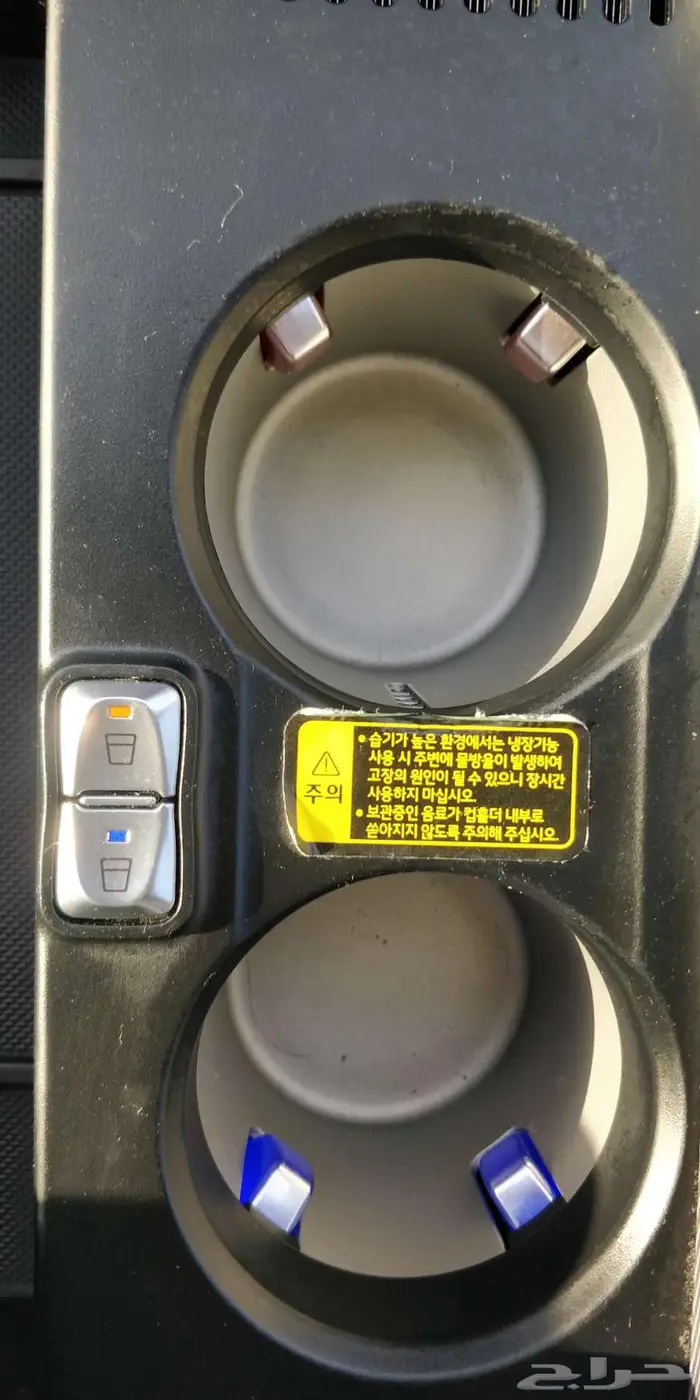 주의
• 습기가 높은 환경에서는 냉장기능
사용 시 주변에 물방울이 발생하여
고장의 원인이 될 수 있으니 장시간
사용하지 마십시오.
• 보관중인 음료가 컵홀더 내부로
쏟아지지 않도록 주의해 주십시오.
حراج